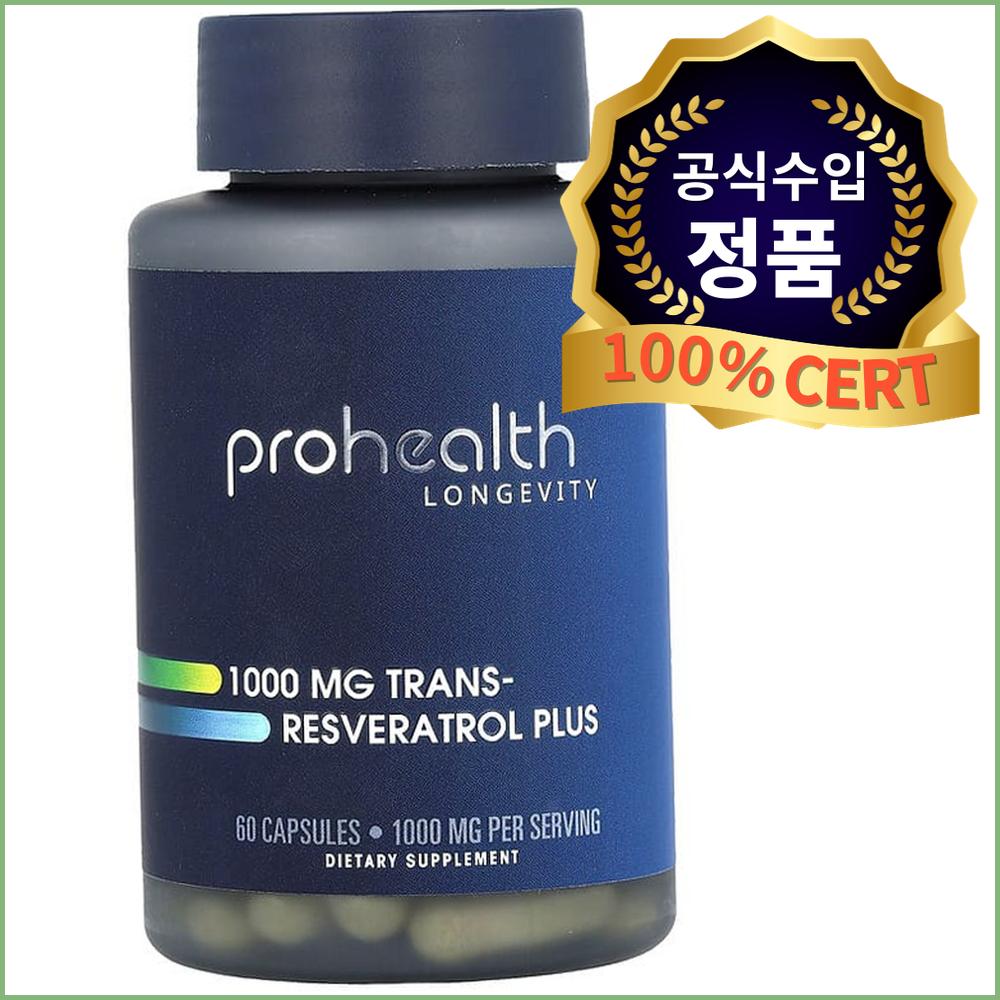 공식수입
정품
100% CERT
prohealth
LONGEVITY
1000 MG TRANS-
RESVERATROL PLUS
60 CAPSULES • 1000 MG PER SERVING
DIETARY SUPPLEMENT